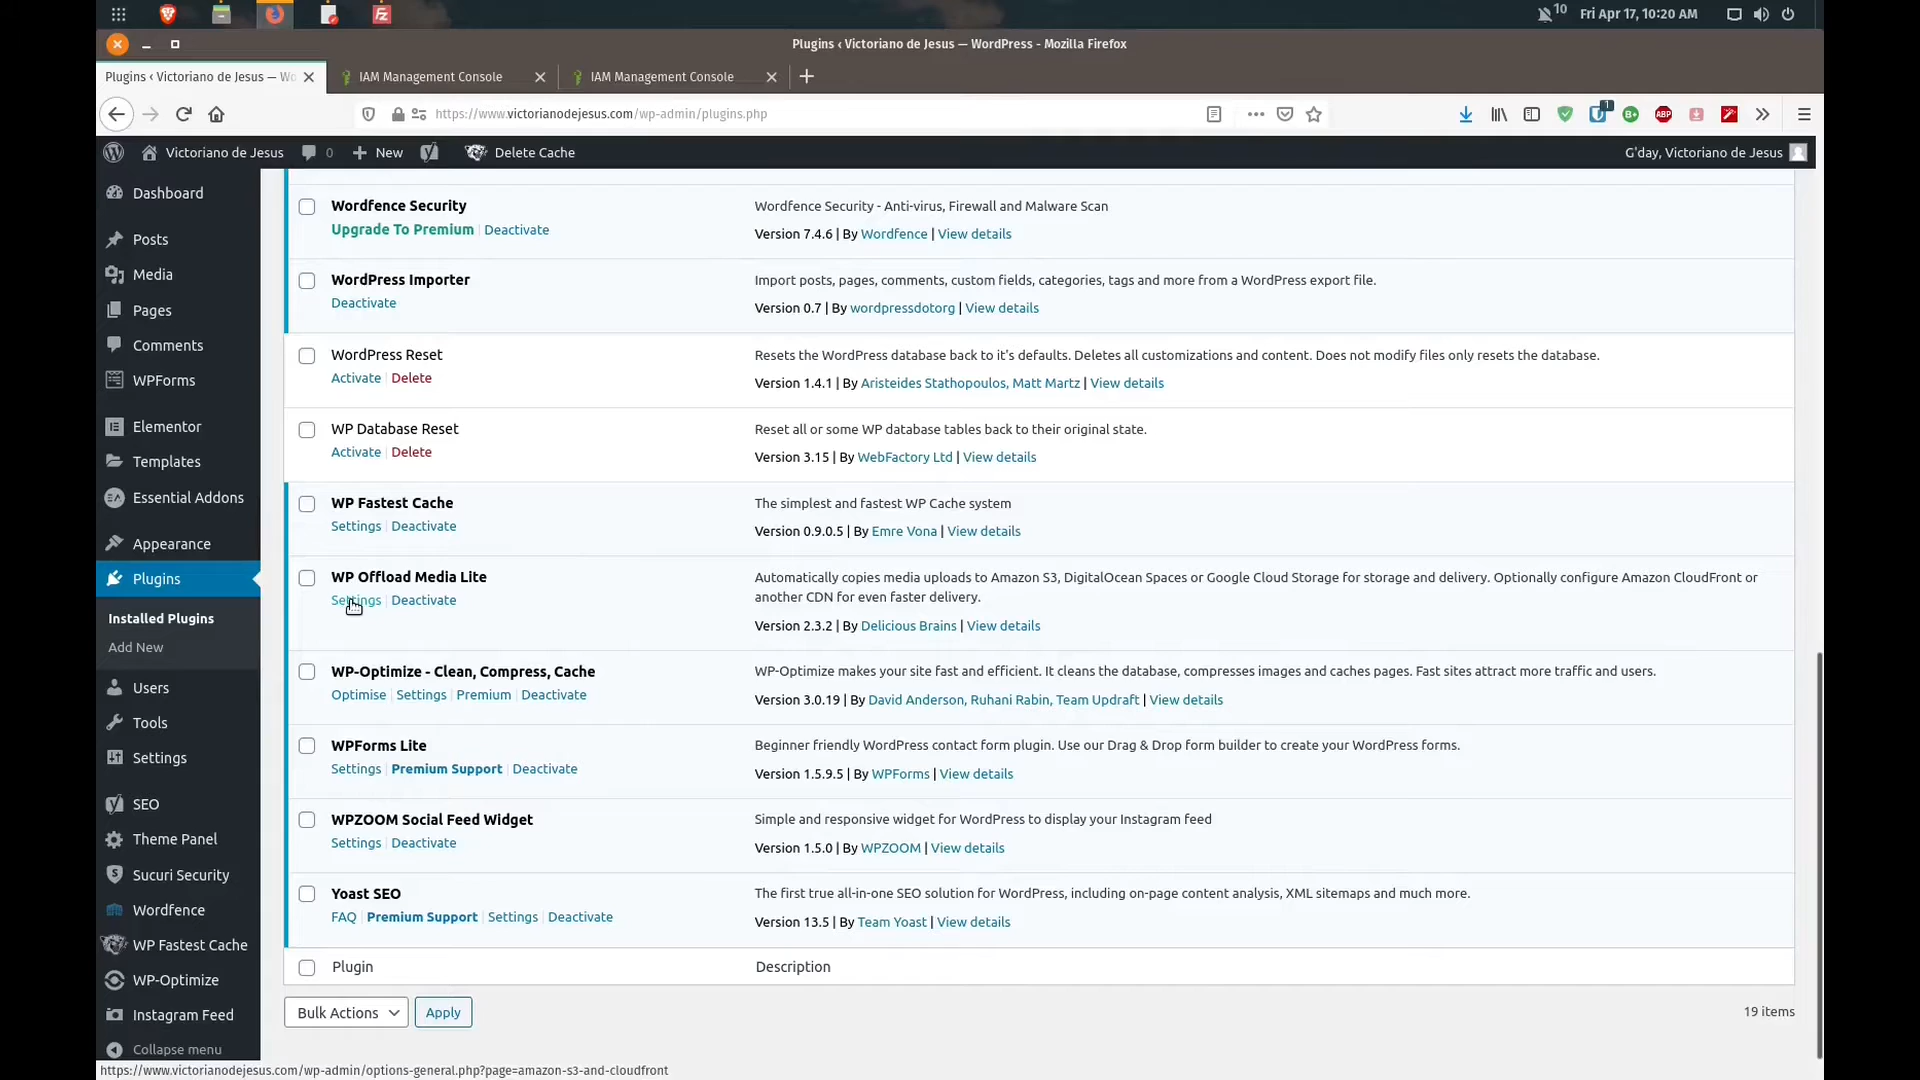 10
Fri Apr 17, 10:20 AM
Plugins ‹ Victoriano de Jesus — WordPress - Mozilla Firefox
Plugins ‹ Victoriano de Jesus — Wo
IAM Management Console
IAM Management Console
https://www.victorianodejesus.com/wp-admin/plugins.php
1
ABP
Victoriano de Jesus
0
New
Delete Cache
G'day, Victoriano de Jesus
Dashboard
Posts
Media
Pages
Comments
WPForms
Elementor
Templates
Essential Addons
Appearance
Plugins
Installed Plugins
Add New
Users
Tools
Settings
SEO
Theme Panel
Sucuri Security
Wordfence
WP Fastest Cache
WP-Optimize
Instagram Feed
Collapse menu
Wordfence Security
Upgrade To Premium | Deactivate
Wordfence Security - Anti-virus, Firewall and Malware Scan
Version 7.4.6 | By Wordfence | View details
WordPress Importer
Deactivate
Import posts, pages, comments, custom fields, categories, tags and more from a WordPress export file.
Version 0.7 | By wordpressdotorg | View details
WordPress Reset
Activate | Delete
Resets the WordPress database back to it's defaults. Deletes all customizations and content. Does not modify files only resets the database.
Version 1.4.1 | By Aristeides Stathopoulos, Matt Martz | View details
WP Database Reset
Activate | Delete
Reset all or some WP database tables back to their original state.
Version 3.15 | By WebFactory Ltd | View details
WP Fastest Cache
Settings | Deactivate
The simplest and fastest WP Cache system
Version 0.9.0.5 | By Emre Vona | View details
WP Offload Media Lite
Settings | Deactivate
Automatically copies media uploads to Amazon S3, DigitalOcean Spaces or Google Cloud Storage for storage and delivery. Optionally configure Amazon CloudFront or
another CDN for even faster delivery.
Version 2.3.2 | By Delicious Brains | View details
WP-Optimize - Clean, Compress, Cache
Optimise | Settings | Premium | Deactivate
WP-Optimize makes your site fast and efficient. It cleans the database, compresses images and caches pages. Fast sites attract more traffic and users.
Version 3.0.19 | By David Anderson, Ruhani Rabin, Team Updraft | View details
WPForms Lite
Settings | Premium Support | Deactivate
Beginner friendly WordPress contact form plugin. Use our Drag & Drop form builder to create your WordPress forms.
Version 1.5.9.5 | By WPForms | View details
WPZOOM Social Feed Widget
Settings | Deactivate
Simple and responsive widget for WordPress to display your Instagram feed
Version 1.5.0 | By WPZOOM | View details
Yoast SEO
FAQ | Premium Support | Settings | Deactivate
The first true all-in-one SEO solution for WordPress, including on-page content analysis, XML sitemaps and much more.
Version 13.5 | By Team Yoast | View details
Plugin
Description
Bulk Actions
Apply
19 items
https://www.victorianodejesus.com/wp-admin/options-general.php?page=amazon-s3-and-cloudfront